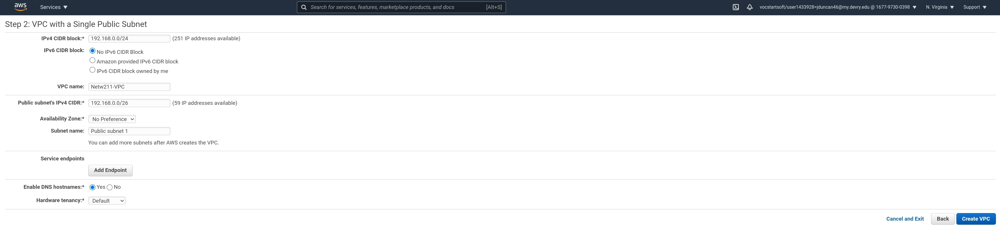 aws Services Search for services, features, marketplace products, and docs [Alt+S] vocstartsoft/user1433928=jduncan46@my.devry.edu @ 1677-9730-0398 N. Virginia Support
Step 2: VPC with a Single Public Subnet
IPv4 CIDR block:* 192.168.0.0/24 (251 IP addresses available)
IPv6 CIDR block: No IPv6 CIDR Block
Amazon provided IPv6 CIDR block
IPv6 CIDR block owned by me
VPC name: Netw211-VPC
Public subnet's IPv4 CIDR:* 192.168.0.0/26 (59 IP addresses available)
Availability Zone:* No Preference
Subnet name: Public subnet 1
You can add more subnets after AWS creates the VPC.
Service endpoints
Add Endpoint
Enable DNS hostnames:* Yes No
Hardware tenancy:* Default
Cancel and Exit Back Create VPC